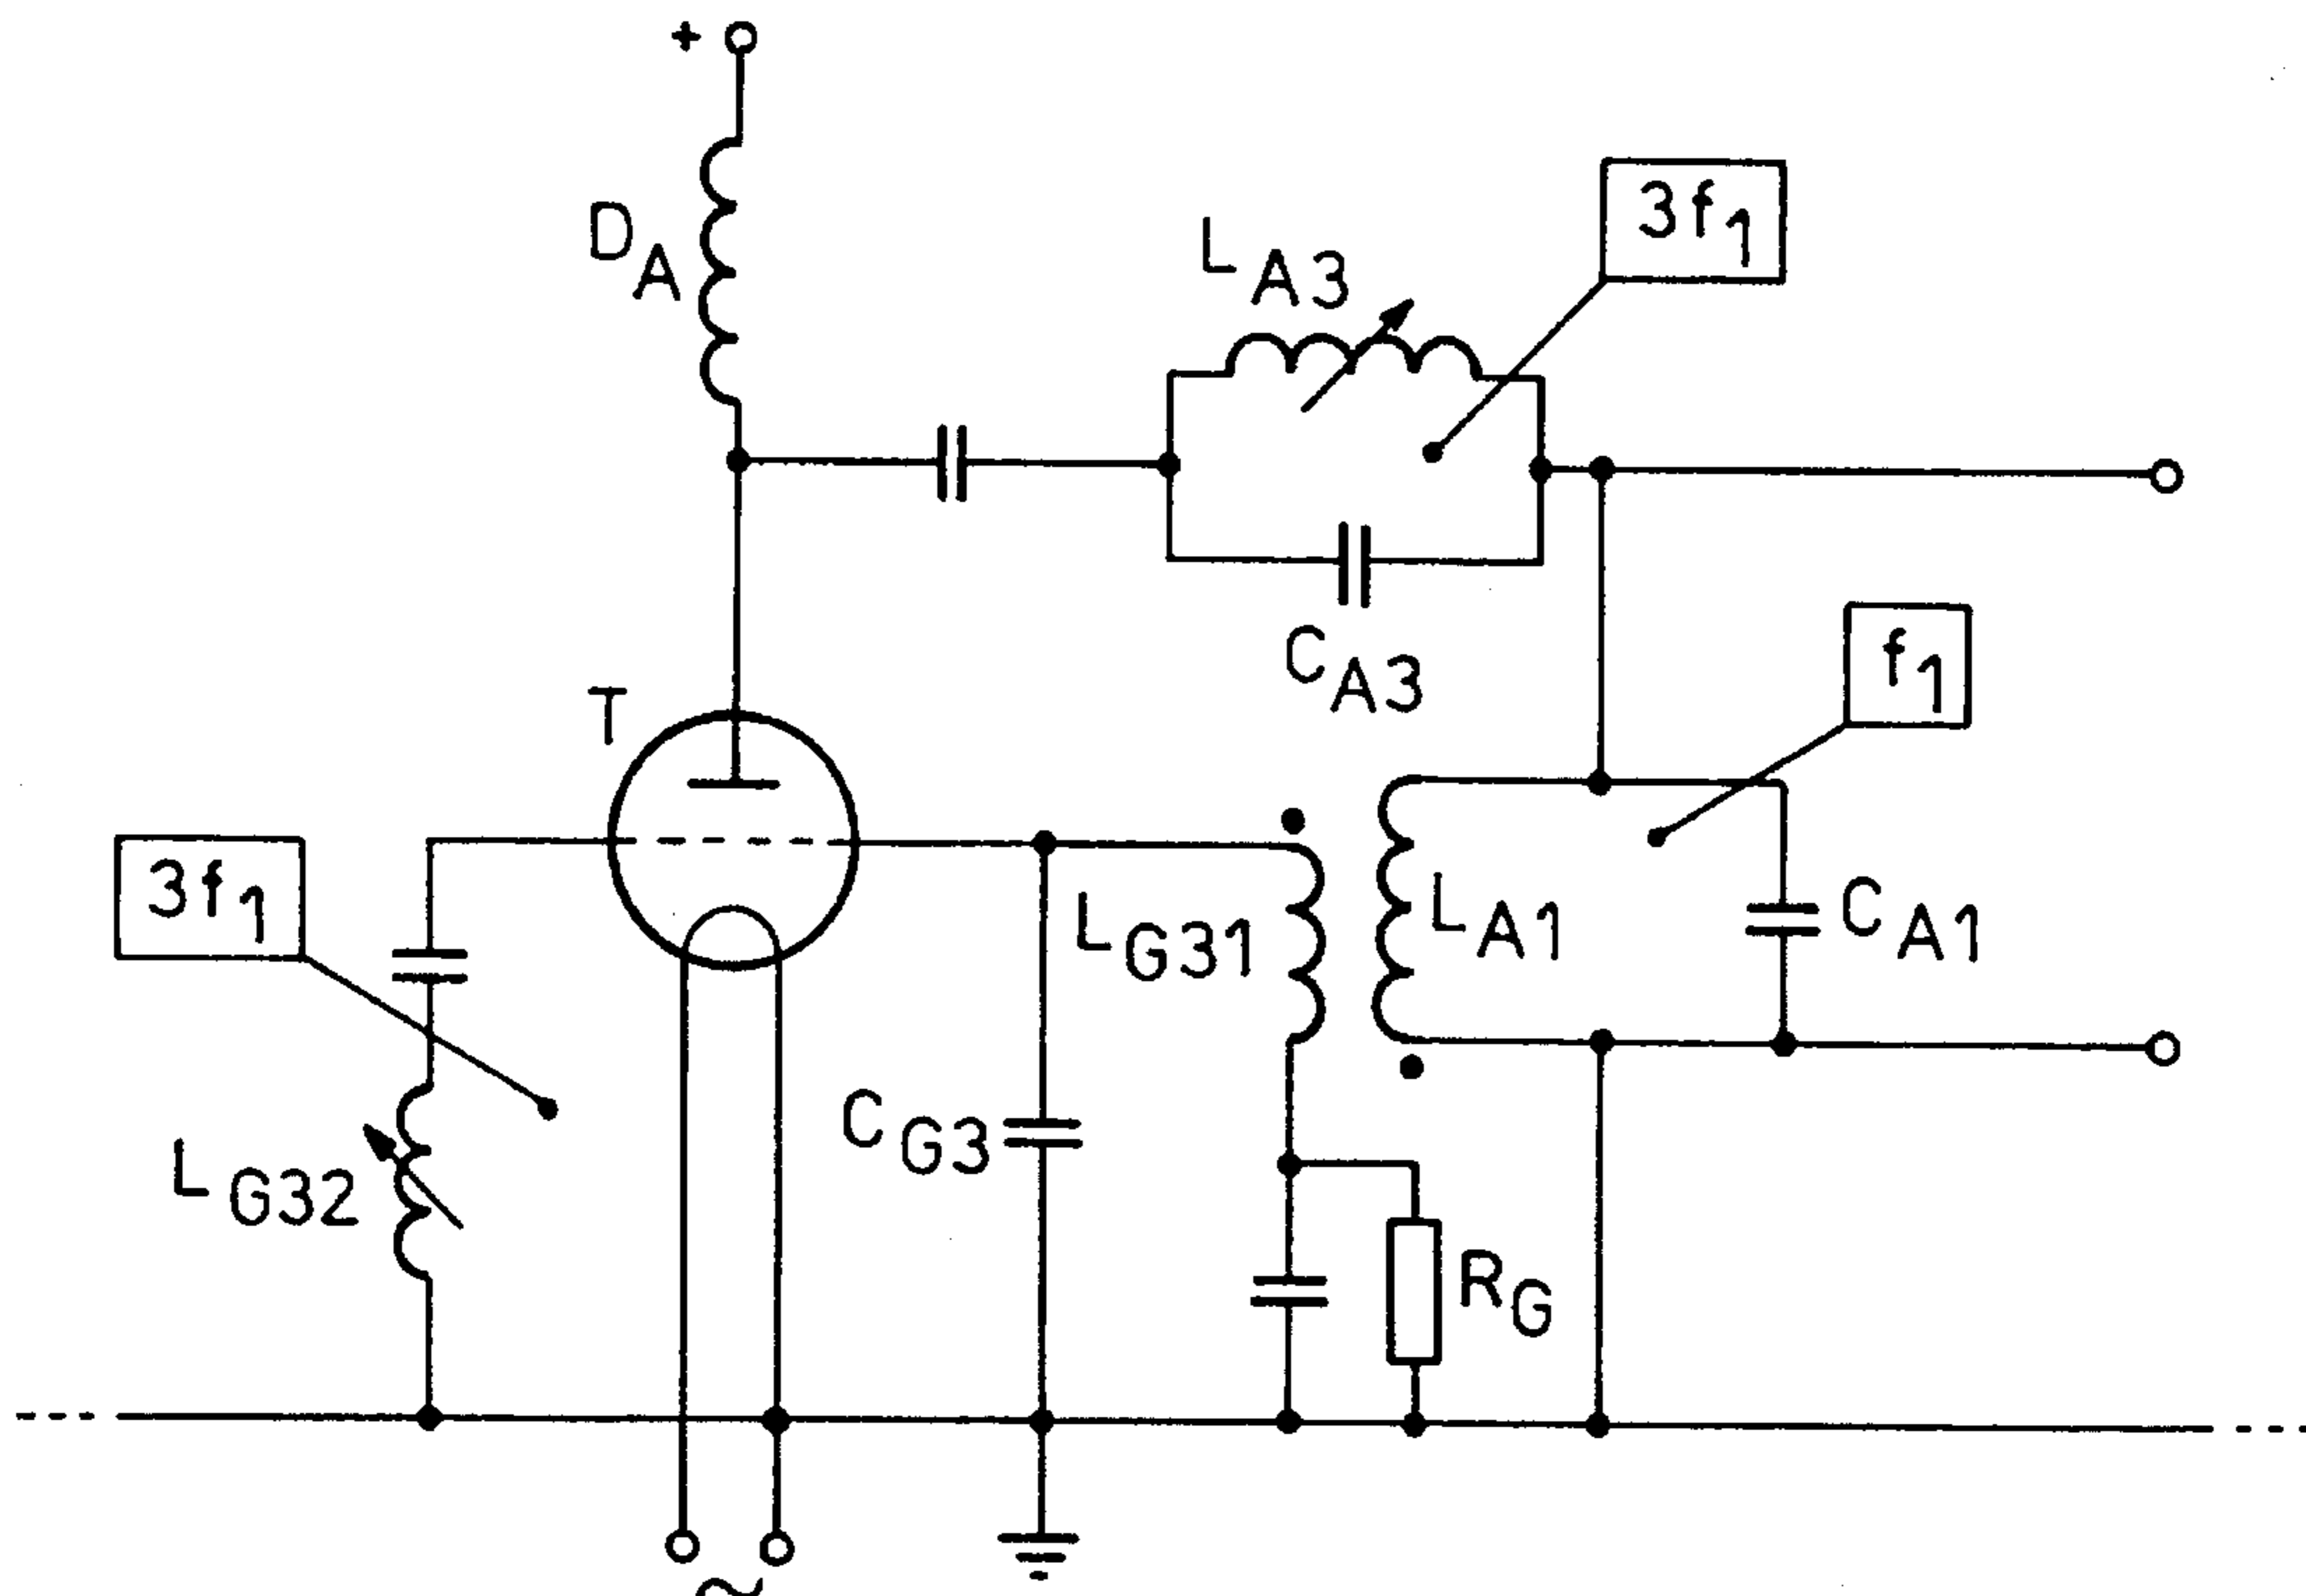 +
D_A
L_A3
3f_1
C_A3
f_1
T
3f_1
L_G31
L_A1
C_A1
C_G3
L_G32
R_G
~